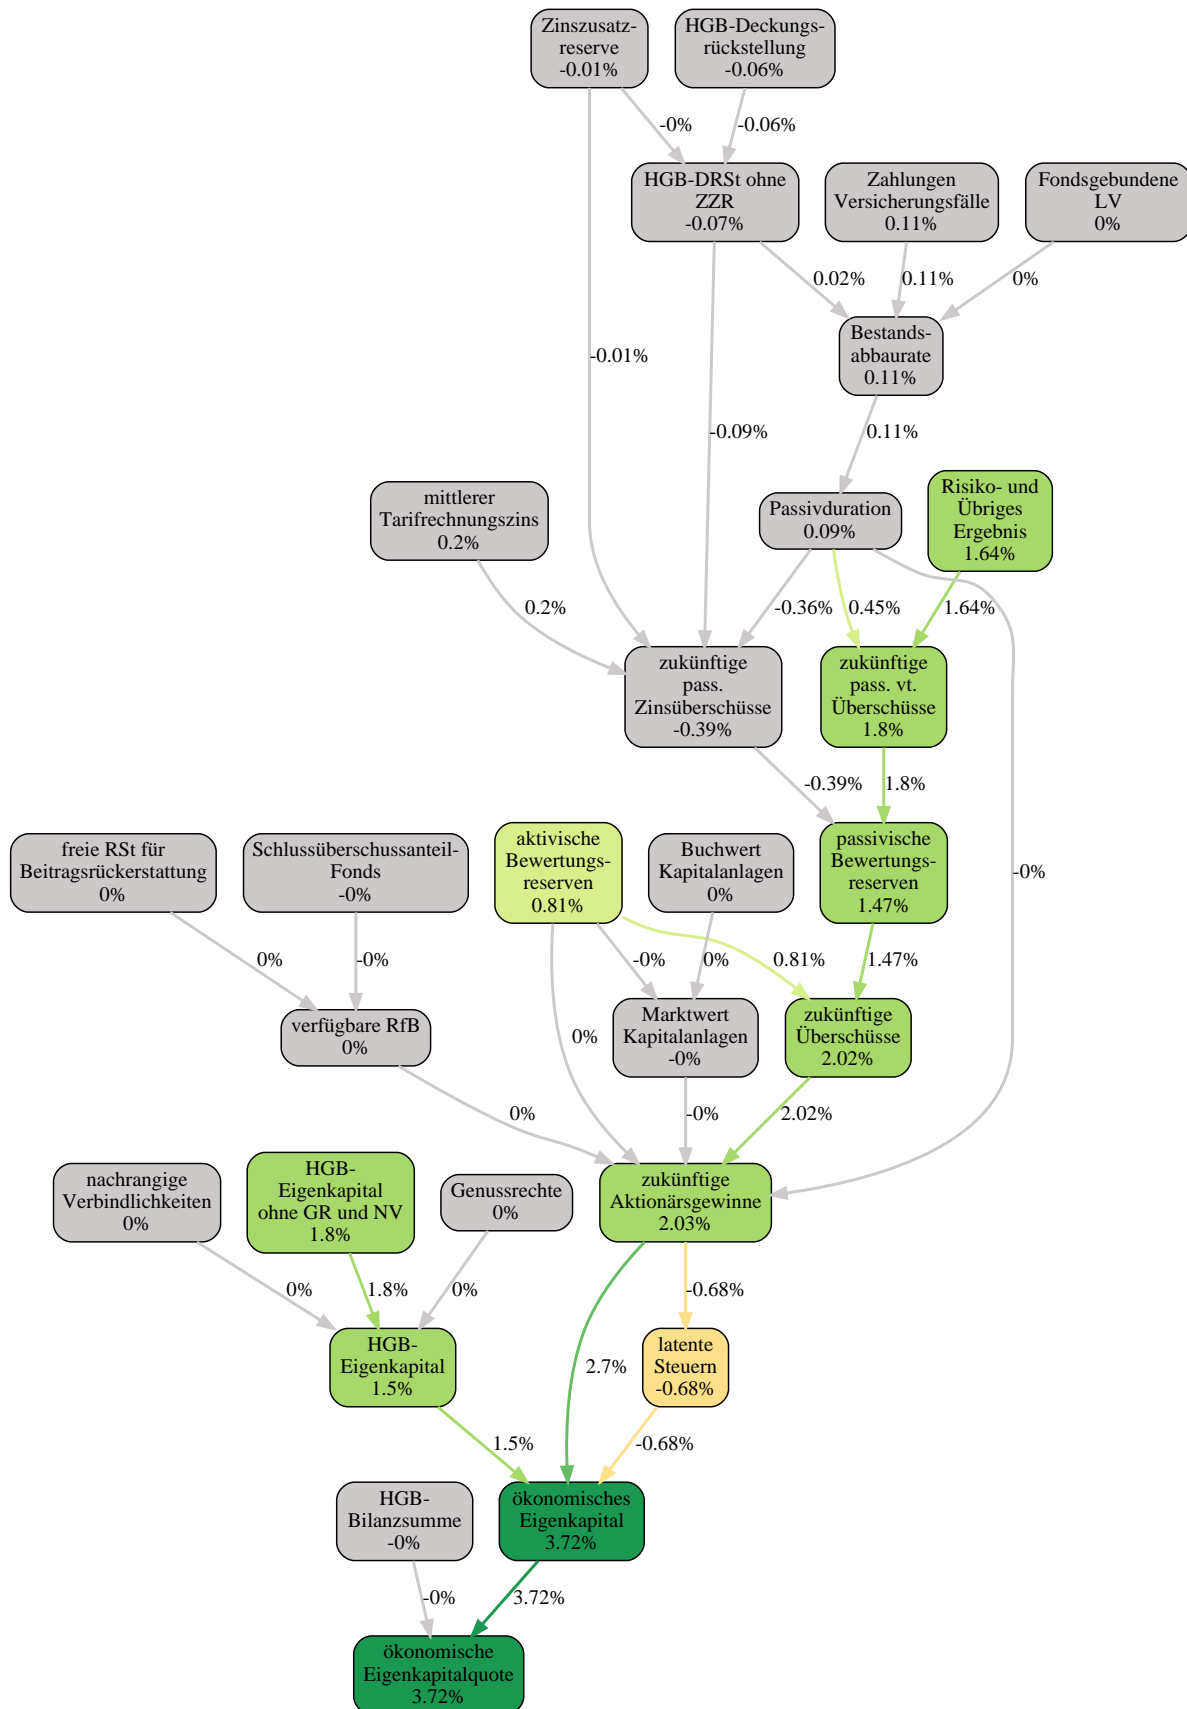 Zinszusatz-
reserve
-0.01%
HGB-Deckungs-
rückstellung
-0.06%
-0%
-0.06%
HGB-DRSt ohne
ZZR
-0.07%
Zahlungen
Versicherungsfälle
0.11%
Fondsgebundene
LV
0%
0.02%
0.11%
0%
Bestands-
abbaurate
0.11%
-0.01%
-0.09%
0.11%
mittlerer
Tarifrechnungszins
0.2%
Passivduration
0.09%
Risiko- und
Übriges
Ergebnis
1.64%
0.2%
-0.36%
0.45%
1.64%
zukünftige
pass.
Zinsüberschüsse
-0.39%
zukünftige
pass. vt.
Überschüsse
1.8%
-0.39%
1.8%
freie RSt für
Beitragsrückerstattung
0%
Schlussüberschussanteil-
Fonds
-0%
aktivische
Bewertungs-
reserven
0.81%
Buchwert
Kapitalanlagen
0%
passivische
Bewertungs-
reserven
1.47%
-0%
0%
-0%
-0%
0%
0.81%
1.47%
verfügbare RfB
0%
0%
Marktwert
Kapitalanlagen
-0%
zukünftige
Überschüsse
2.02%
0%
-0%
2.02%
nachrangige
Verbindlichkeiten
0%
HGB-
Eigenkapital
ohne GR und NV
1.8%
Genussrechte
0%
zukünftige
Aktionärsgewinne
2.03%
0%
1.8%
0%
-0.68%
HGB-
Eigenkapital
1.5%
2.7%
latente
Steuern
-0.68%
1.5%
-0.68%
HGB-
Bilanzsumme
-0%
ökonomisches
Eigenkapital
3.72%
-0%
3.72%
ökonomische
Eigenkapitalquote
3.72%